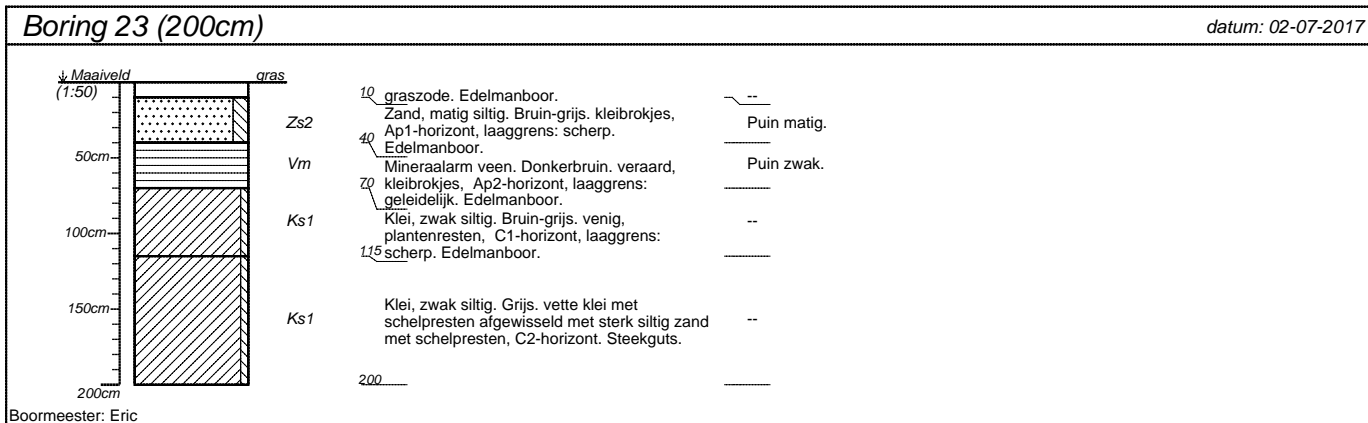 Boring 23 (200cm)
datum: 02-07-2017
Maaiveld
gras
(1:50)
10 graszode. Edelmanboor.
--
Zs2
Zand, matig siltig. Bruin-grijs. kleibrokjes,
Ap1-horizont, laaggrens: scherp.
Edelmanboor.
Puin matig.
40
50cm
Vm
Mineraalarm veen. Donkerbruin. veraard,
kleibrokjes, Ap2-horizont, laaggrens:
geleidelijk. Edelmanboor.
Puin zwak.
70
Ks1
Klei, zwak siltig. Bruin-grijs. venig,
plantenresten, C1-horizont, laaggrens:
scherp. Edelmanboor.
--
100cm
115
150cm
Ks1
Klei, zwak siltig. Grijs. vette klei met
schelpresten afgewisseld met sterk siltig zand
met schelpresten, C2-horizont. Steekguts.
--
200
200cm
Boormeester: Eric